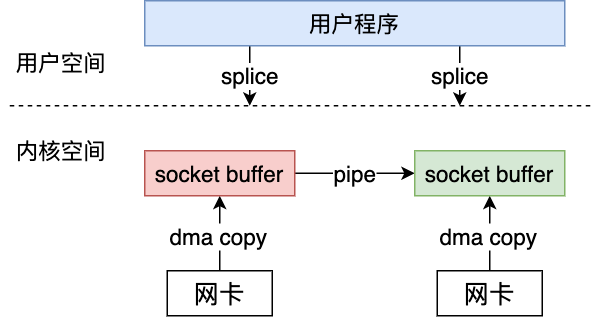 用户程序
用户空间
splice splice
内核空间
socket buffer pipe socket buffer
dma copy dma copy
网卡 网卡